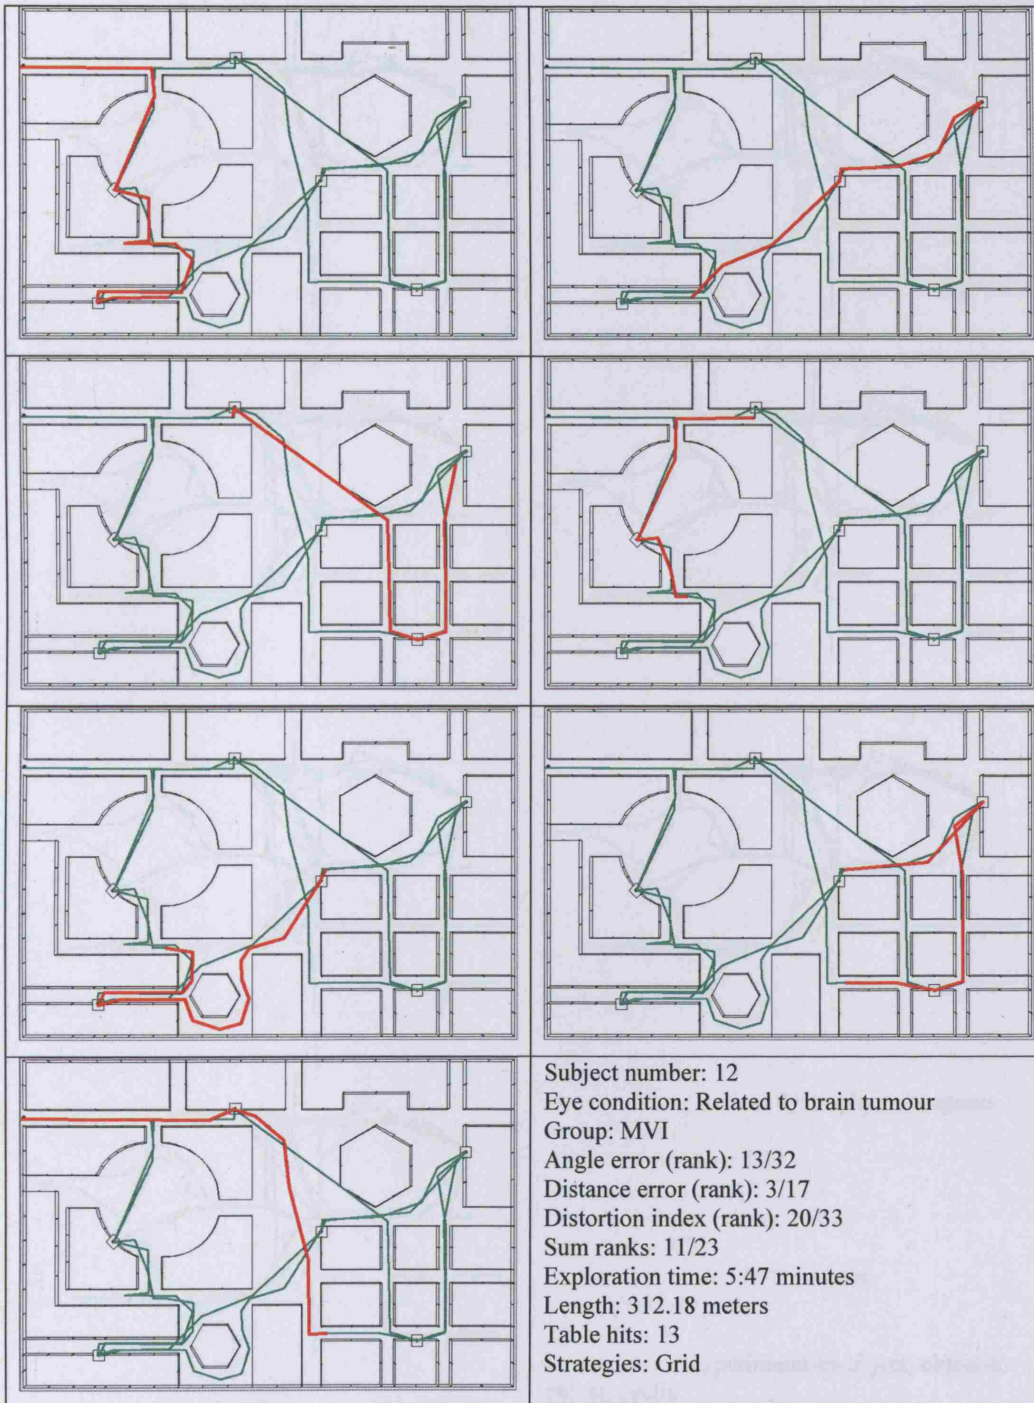 Subject number: 12
Eye condition: Related to brain tumour
Group: MVI
Angle error (rank): 13/32
Distance error (rank): 3/17
Distortion index (rank): 20/33
Sum ranks: 11/23
Exploration time: 5:47 minutes
Length: 312.18 meters
Table hits: 13
Strategies: Grid